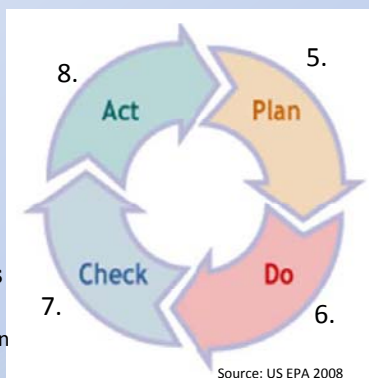 8.
5.
Act
Plan
s
Check
Do
7.
6.
n
Source: US EPA 2008